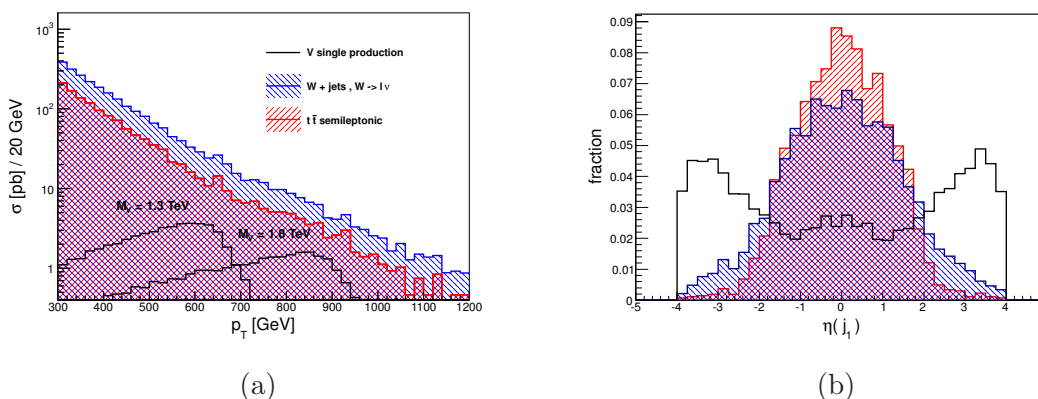 σ [pb] / 20 GeV
10³
10²
10
1
V single production
W + jets , W -> l ν
t t̄ semileptonic
M_V = 1.3 TeV
M_V = 1.8 TeV
300 400 500 600 700 800 900 1000 1100 1200
p_T [GeV]
(a)
fraction
0.09
0.08
0.07
0.06
0.05
0.04
0.03
0.02
0.01
0
-5 -4 -3 -2 -1 0 1 2 3 4
η( j_1 )
(b)